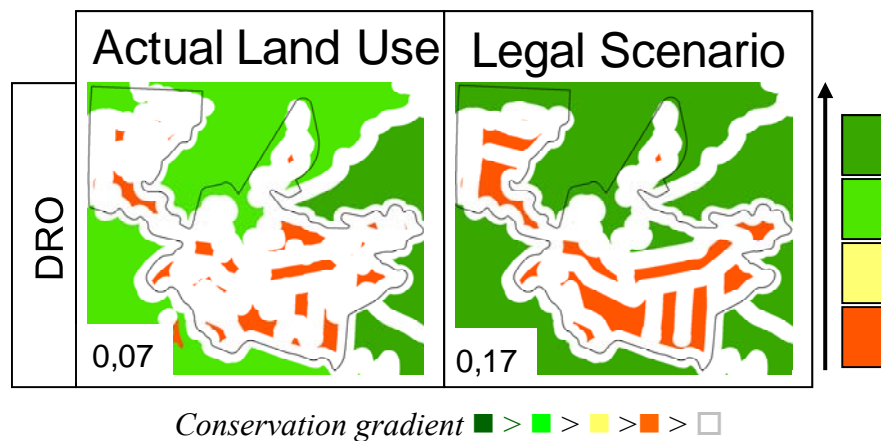 Actual Land Use
Legal Scenario
DRO
0,07
0,17
Conservation gradient ■ > ■ > ■ >■ > □